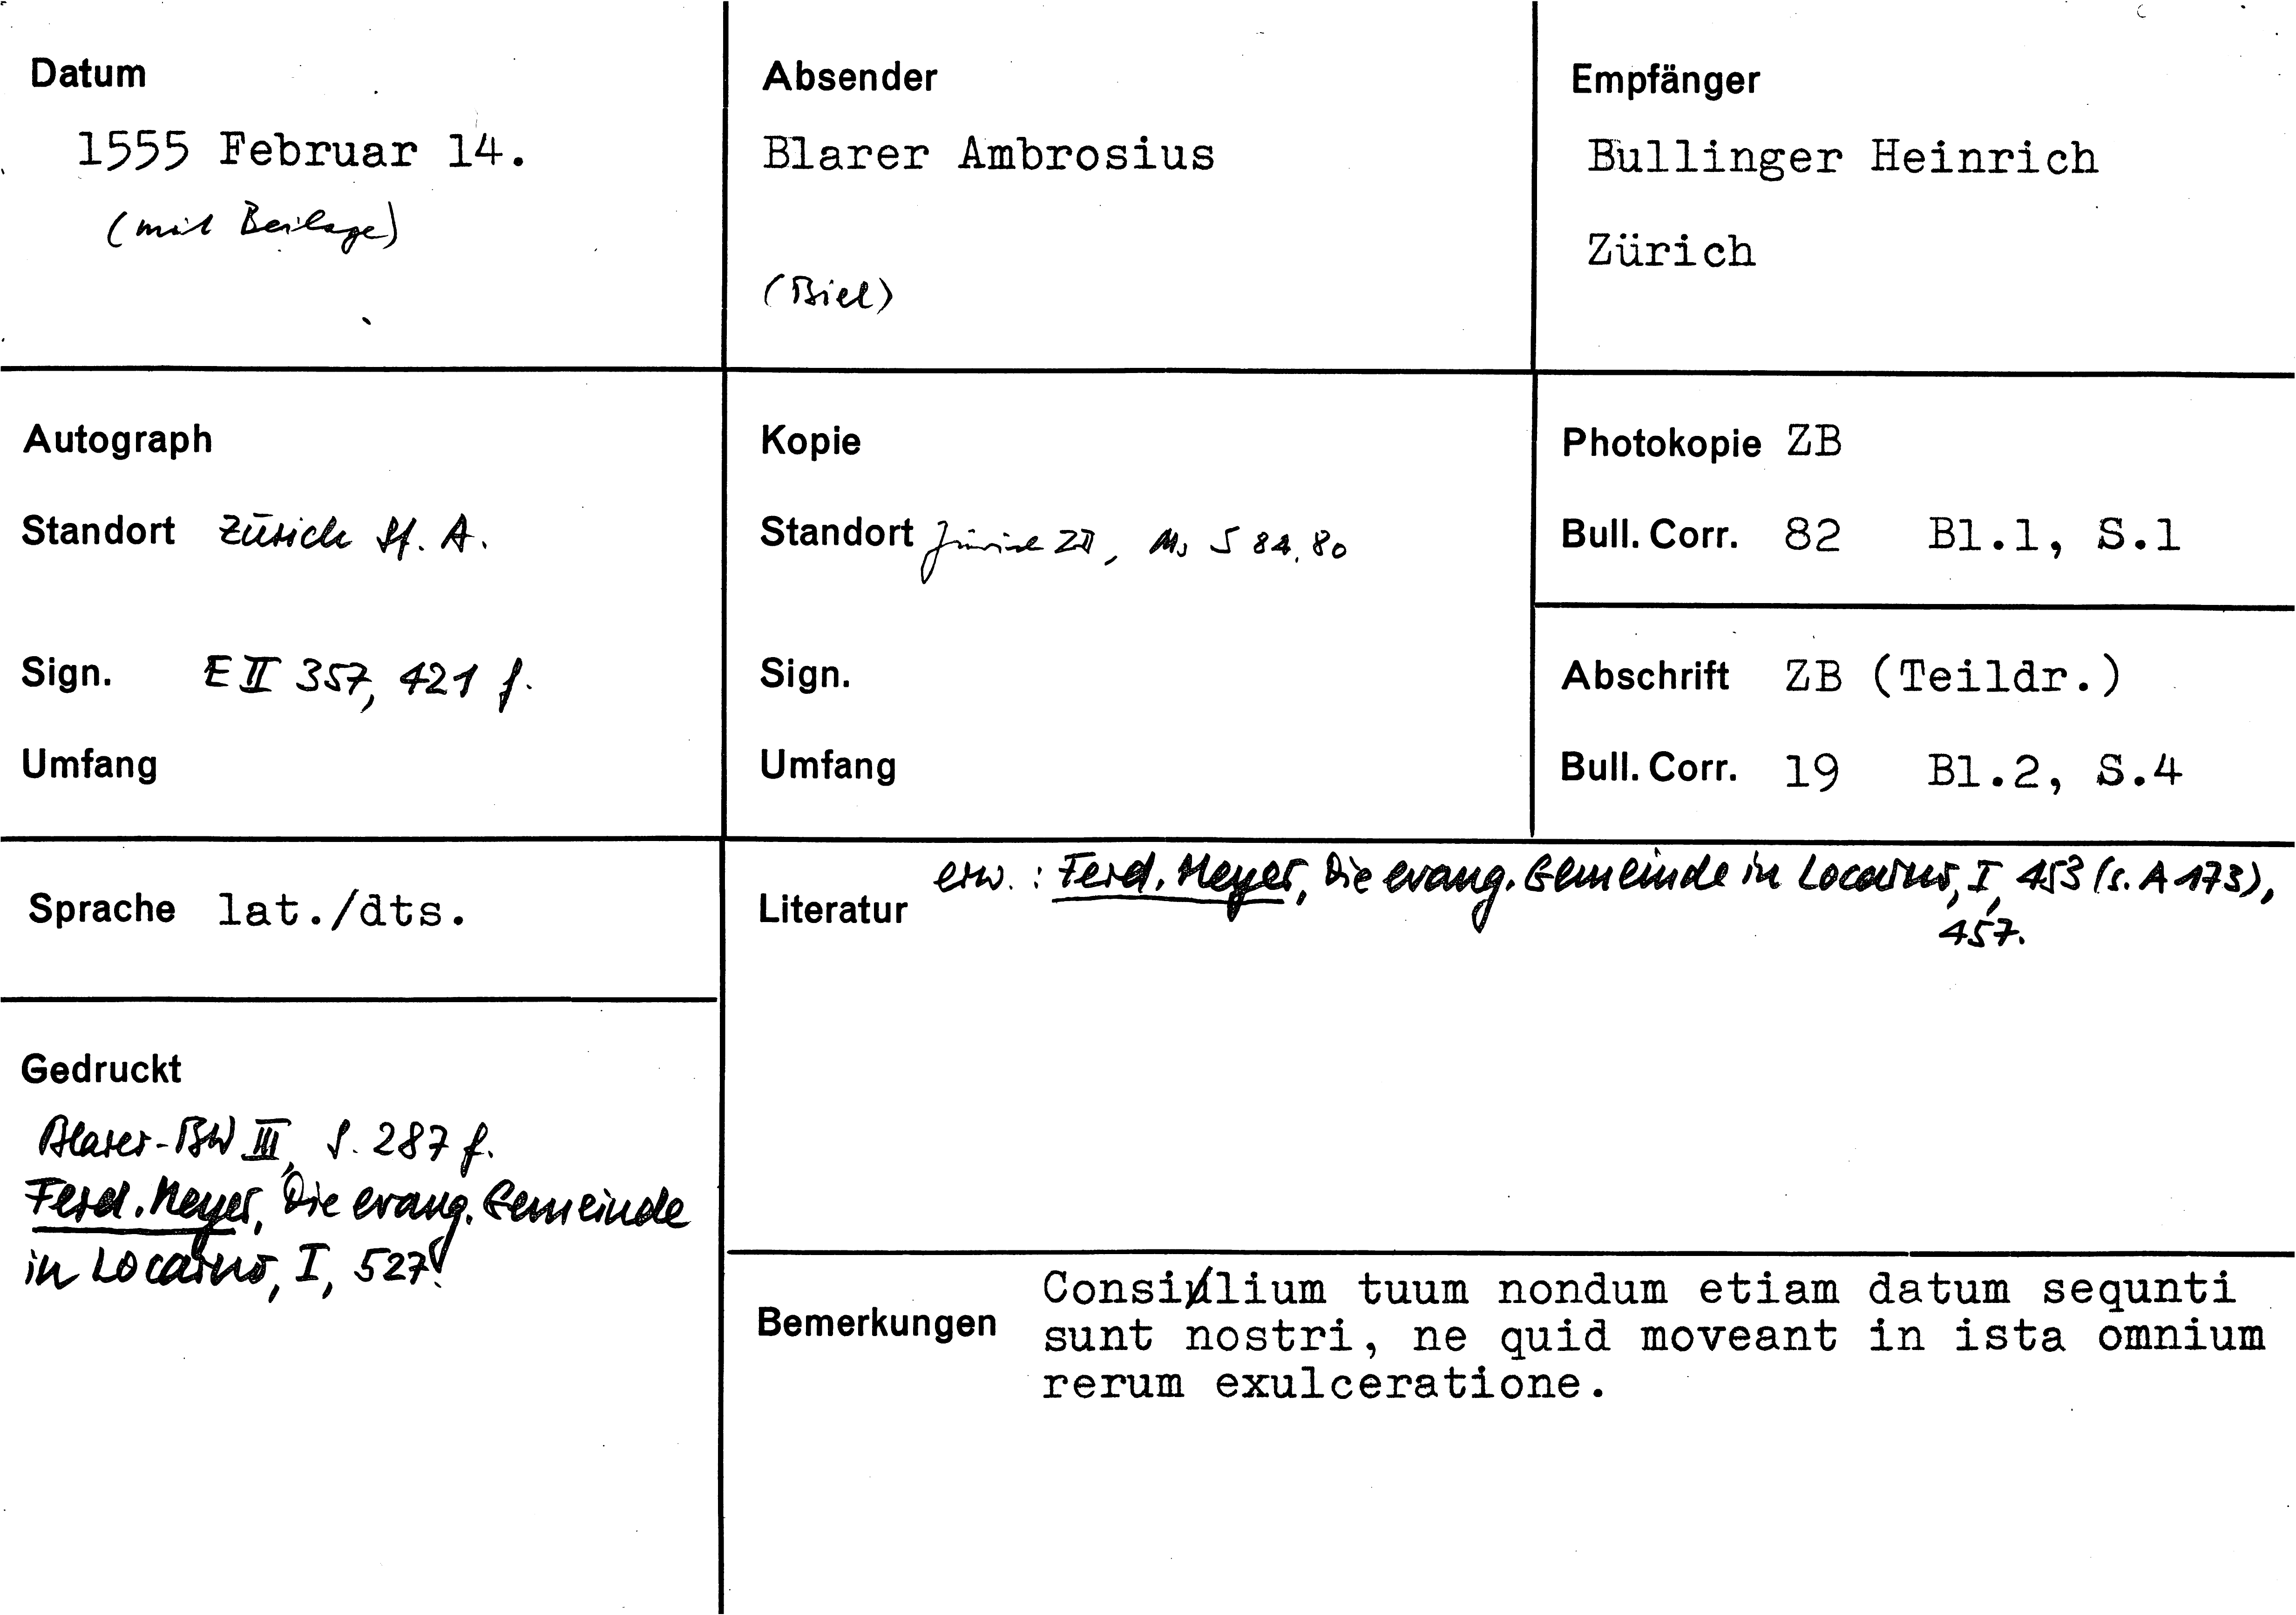 Datum
1555 Februar 14.
(mit Beilage)
Absender
Blarer Ambrosius
(Biel)
Empfänger
Bullinger Heinrich
Zürich
Autograph
Standort Zürich St. A.
Sign. E II 357, 421 f.
Umfang
Kopie
Standort Zürich ZB, Ms S 84, 80
Sign.
Umfang
Photokopie ZB
Bull. Corr. 82 Bl.1, S.1
Abschrift ZB (Teildr.)
Bull. Corr. 19 Bl.2, S.4
Sprache lat./dts.
Literatur erw.: Ferd. Meyer, Die evang. Gemeinde in Locarno, I, 453 (s. A 173),
457.
Gedruckt
Blarer-BW III, S. 287 f.
Ferd. Meyer, Die evang. Gemeinde
in Locarno, I, 527
Bemerkungen
Consilium tuum nondum etiam datum sequnti
sunt nostri, ne quid moveant in ista omnium
rerum exulceratione.